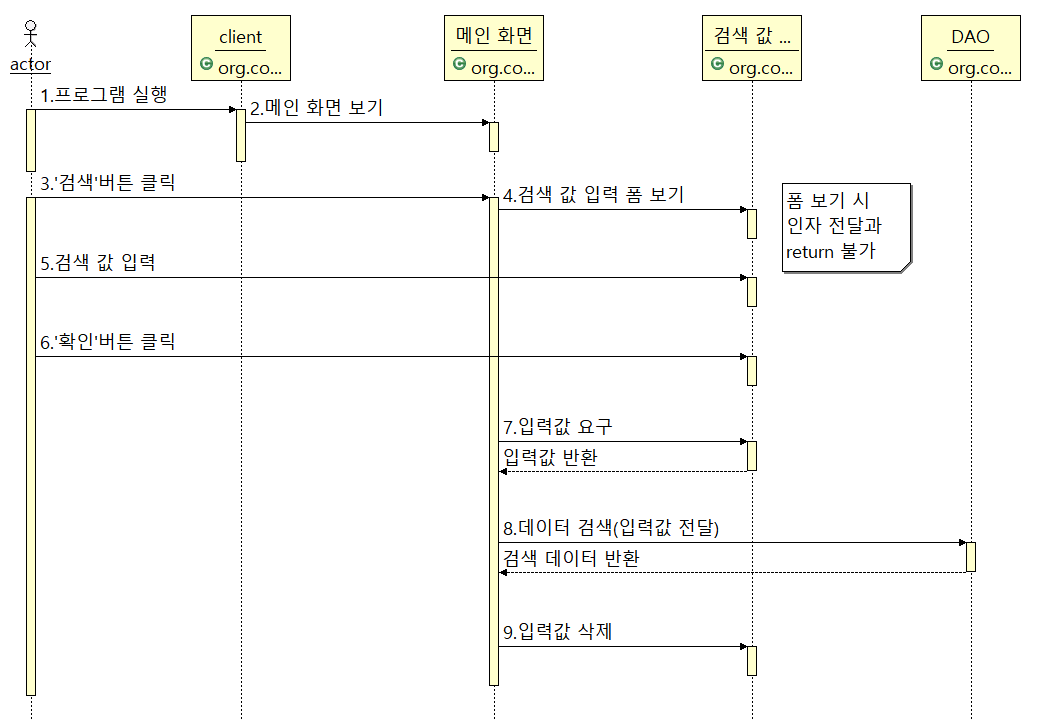 actor
client
org.co...
메인 화면
org.co...
검색 값 ...
org.co...
DAO
org.co...
1.프로그램 실행
2.메인 화면 보기
3.'검색'버튼 클릭
4.검색 값 입력 폼 보기
폼 보기 시
인자 전달과
return 불가
5.검색 값 입력
6.'확인'버튼 클릭
7.입력값 요구
입력값 반환
8.데이터 검색(입력값 전달)
검색 데이터 반환
9.입력값 삭제